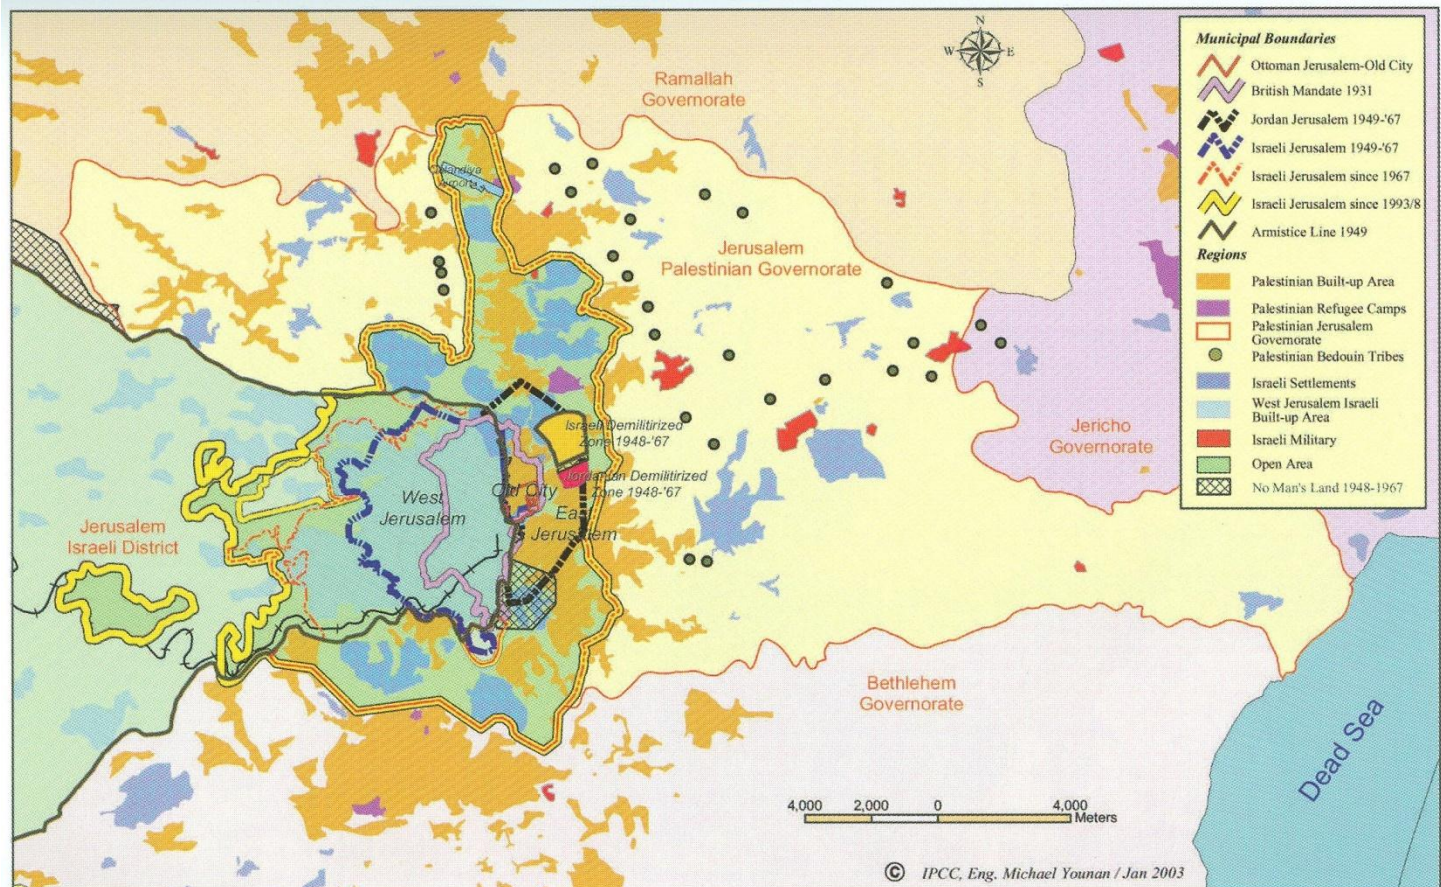 N
W
E
S
Ramallah
Governorate
Qalandiya
Airport
Jerusalem
Palestinian Governorate
Jericho
Governorate
Israeli Demilitirized
Zone 1948-'67
Jordanian Demilitirized
Zone 1948-'67
Old City
West
Jerusalem
East
Jerusalem
Jerusalem
Israeli District
Bethlehem
Governorate
Dead Sea
4,000 2,000 0 4,000
Meters
© IPCC, Eng. Michael Younan / Jan 2003
Municipal Boundaries
Ottoman Jerusalem-Old City
British Mandate 1931
Jordan Jerusalem 1949-'67
Israeli Jerusalem 1949-'67
Israeli Jerusalem since 1967
Israeli Jerusalem since 1993/8
Armistice Line 1949
Regions
Palestinian Built-up Area
Palestinian Refugee Camps
Palestinian Jerusalem
Governorate
Palestinian Bedouin Tribes
Israeli Settlements
West Jerusalem Israeli
Built-up Area
Israeli Military
Open Area
No Man's Land 1948-1967